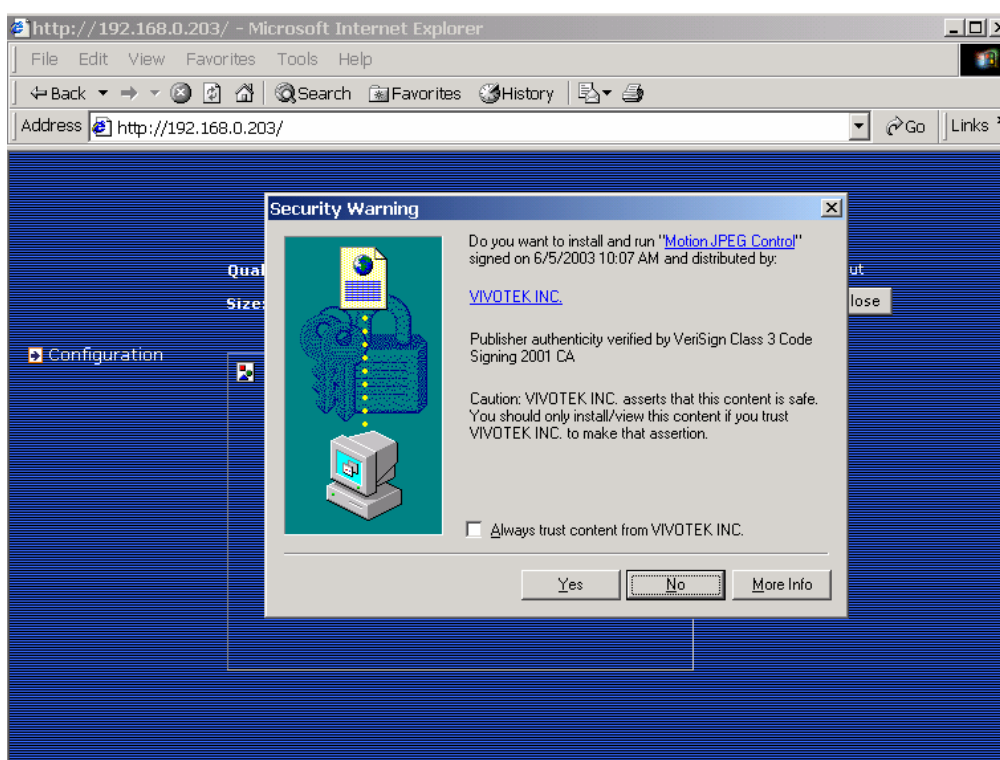 http://192.168.0.203/ - Microsoft Internet Explorer
File Edit View Favorites Tools Help
Back Search Favorites History
Address http://192.168.0.203/ Go Links
Security Warning
Do you want to install and run "Motion JPEG Control"
signed on 6/5/2003 10:07 AM and distributed by:
VIVOTEK INC.
Publisher authenticity verified by VeriSign Class 3 Code
Signing 2001 CA
Caution: VIVOTEK INC. asserts that this content is safe.
You should only install/view this content if you trust
VIVOTEK INC. to make that assertion.
Always trust content from VIVOTEK INC.
Yes No More Info
Qual ut
Size: lose
Configuration